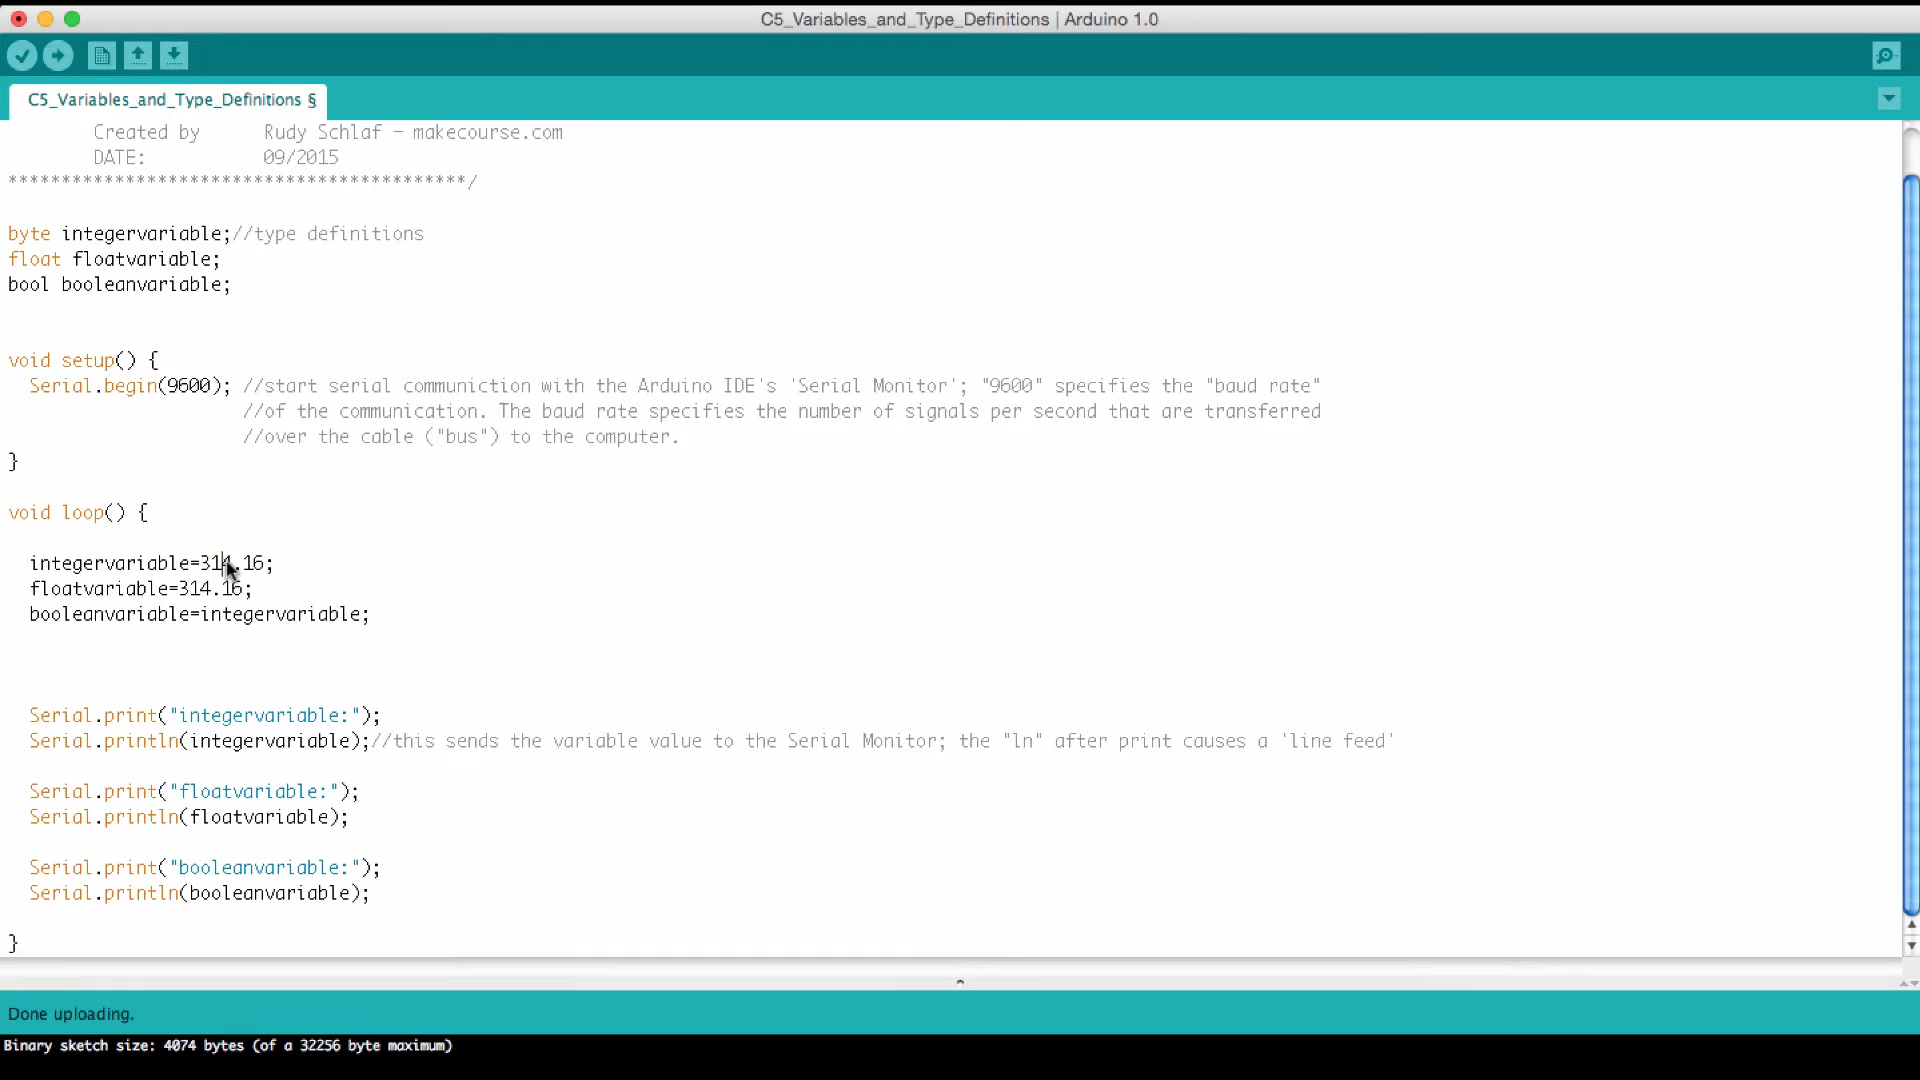 C5_Variables_and_Type_Definitions | Arduino 1.0
C5_Variables_and_Type_Definitions §
Created by Rudy Schlaf - makecourse.com
DATE: 09/2015
*******************************************/
byte integervariable;//type definitions
float floatvariable;
bool booleanvariable;
void setup() {
Serial.begin(9600); //start serial communiction with the Arduino IDE's 'Serial Monitor'; "9600" specifies the "baud rate"
//of the communication. The baud rate specifies the number of signals per second that are transferred
//over the cable ("bus") to the computer.
}
void loop() {
integervariable=314.16;
floatvariable=314.16;
booleanvariable=integervariable;
Serial.print("integervariable:");
Serial.println(integervariable);//this sends the variable value to the Serial Monitor; the "ln" after print causes a 'line feed'
Serial.print("floatvariable:");
Serial.println(floatvariable);
Serial.print("booleanvariable:");
Serial.println(booleanvariable);
}
Done uploading.
Binary sketch size: 4074 bytes (of a 32256 byte maximum)